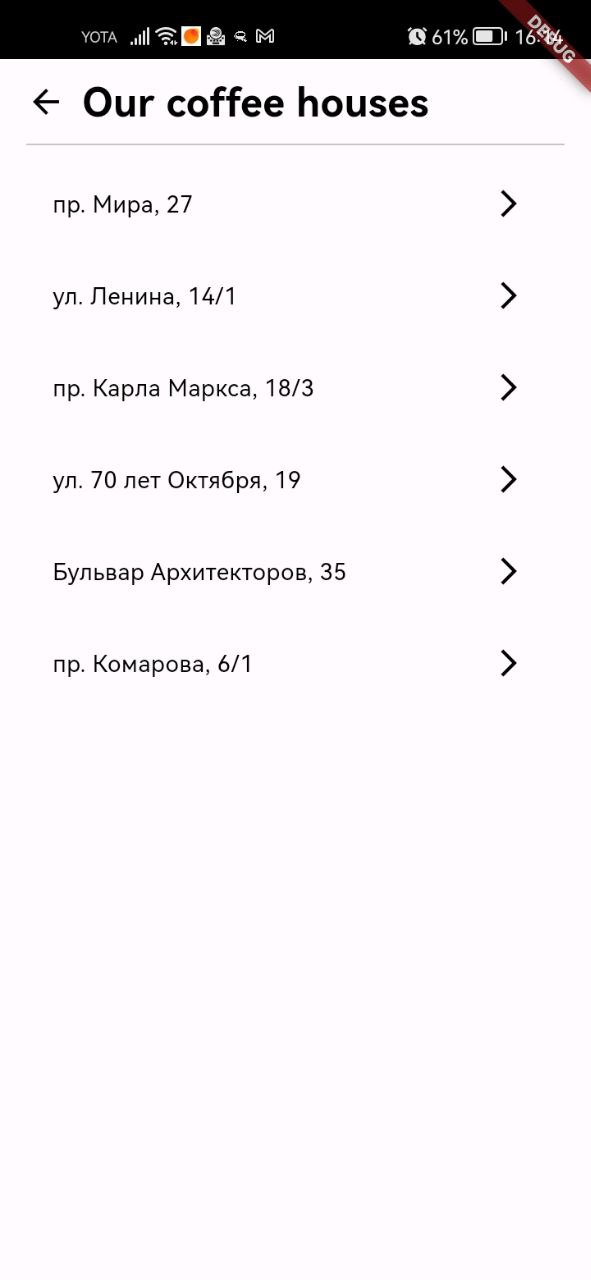 YOTA 61% 16:14
DEBUG
Our coffee houses
пр. Мира, 27
ул. Ленина, 14/1
пр. Карла Маркса, 18/3
ул. 70 лет Октября, 19
Бульвар Архитекторов, 35
пр. Комарова, 6/1